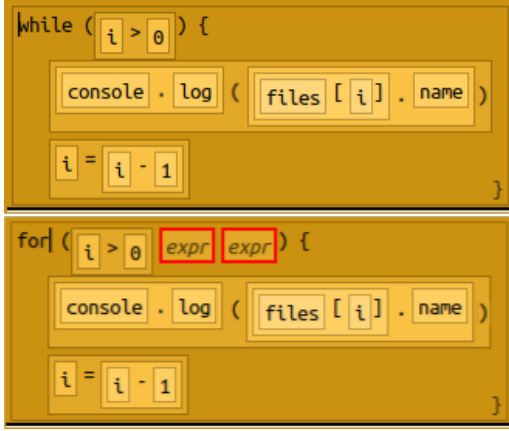 while (i > 0) {
console . log ( files [ i ] . name )
i = i - 1
}
for (i > 0 expr expr) {
console . log ( files [ i ] . name )
i = i - 1
}